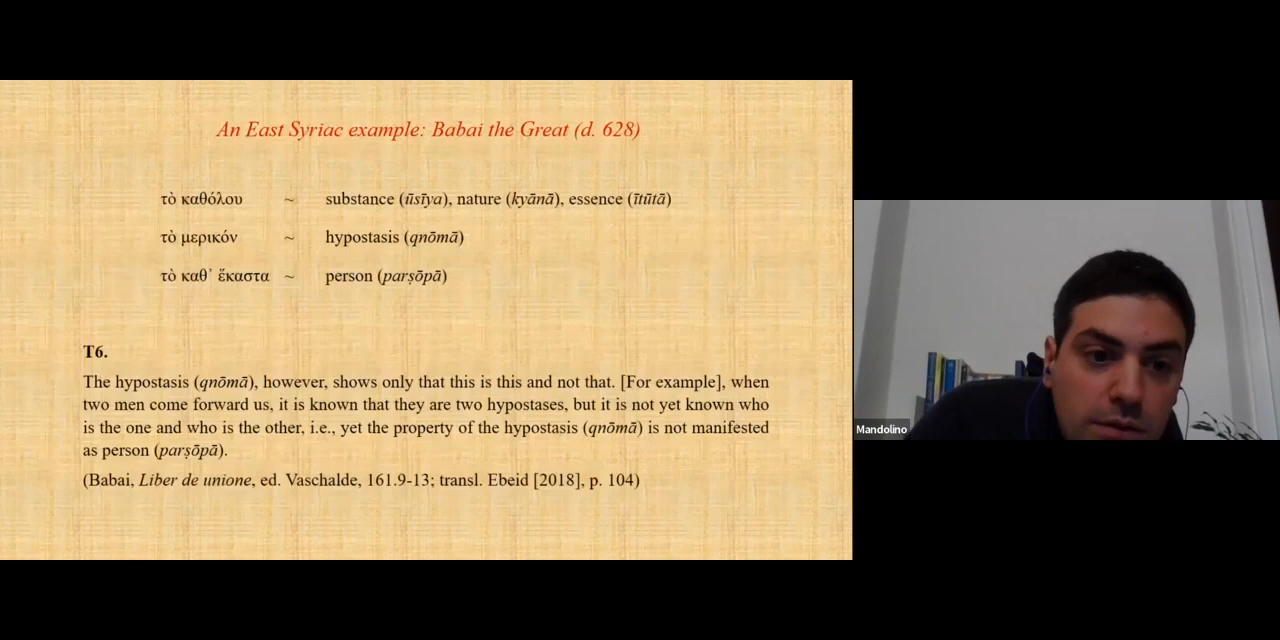 An East Syriac example: Babai the Great (d. 628)
τὸ καθόλου ~ substance (ūsīya), nature (kyānā), essence (ītūtā)
τὸ μερικόν ~ hypostasis (qnōmā)
τὸ καθ᾽ ἕκαστα ~ person (parṣōpā)
T6.
The hypostasis (qnōmā), however, shows only that this is this and not that. [For example], when
two men come forward us, it is known that they are two hypostases, but it is not yet known who
is the one and who is the other, i.e., yet the property of the hypostasis (qnōmā) is not manifested
as person (parṣōpā).
(Babai, Liber de unione, ed. Vaschalde, 161.9-13; transl. Ebeid [2018], p. 104)
Mandolino